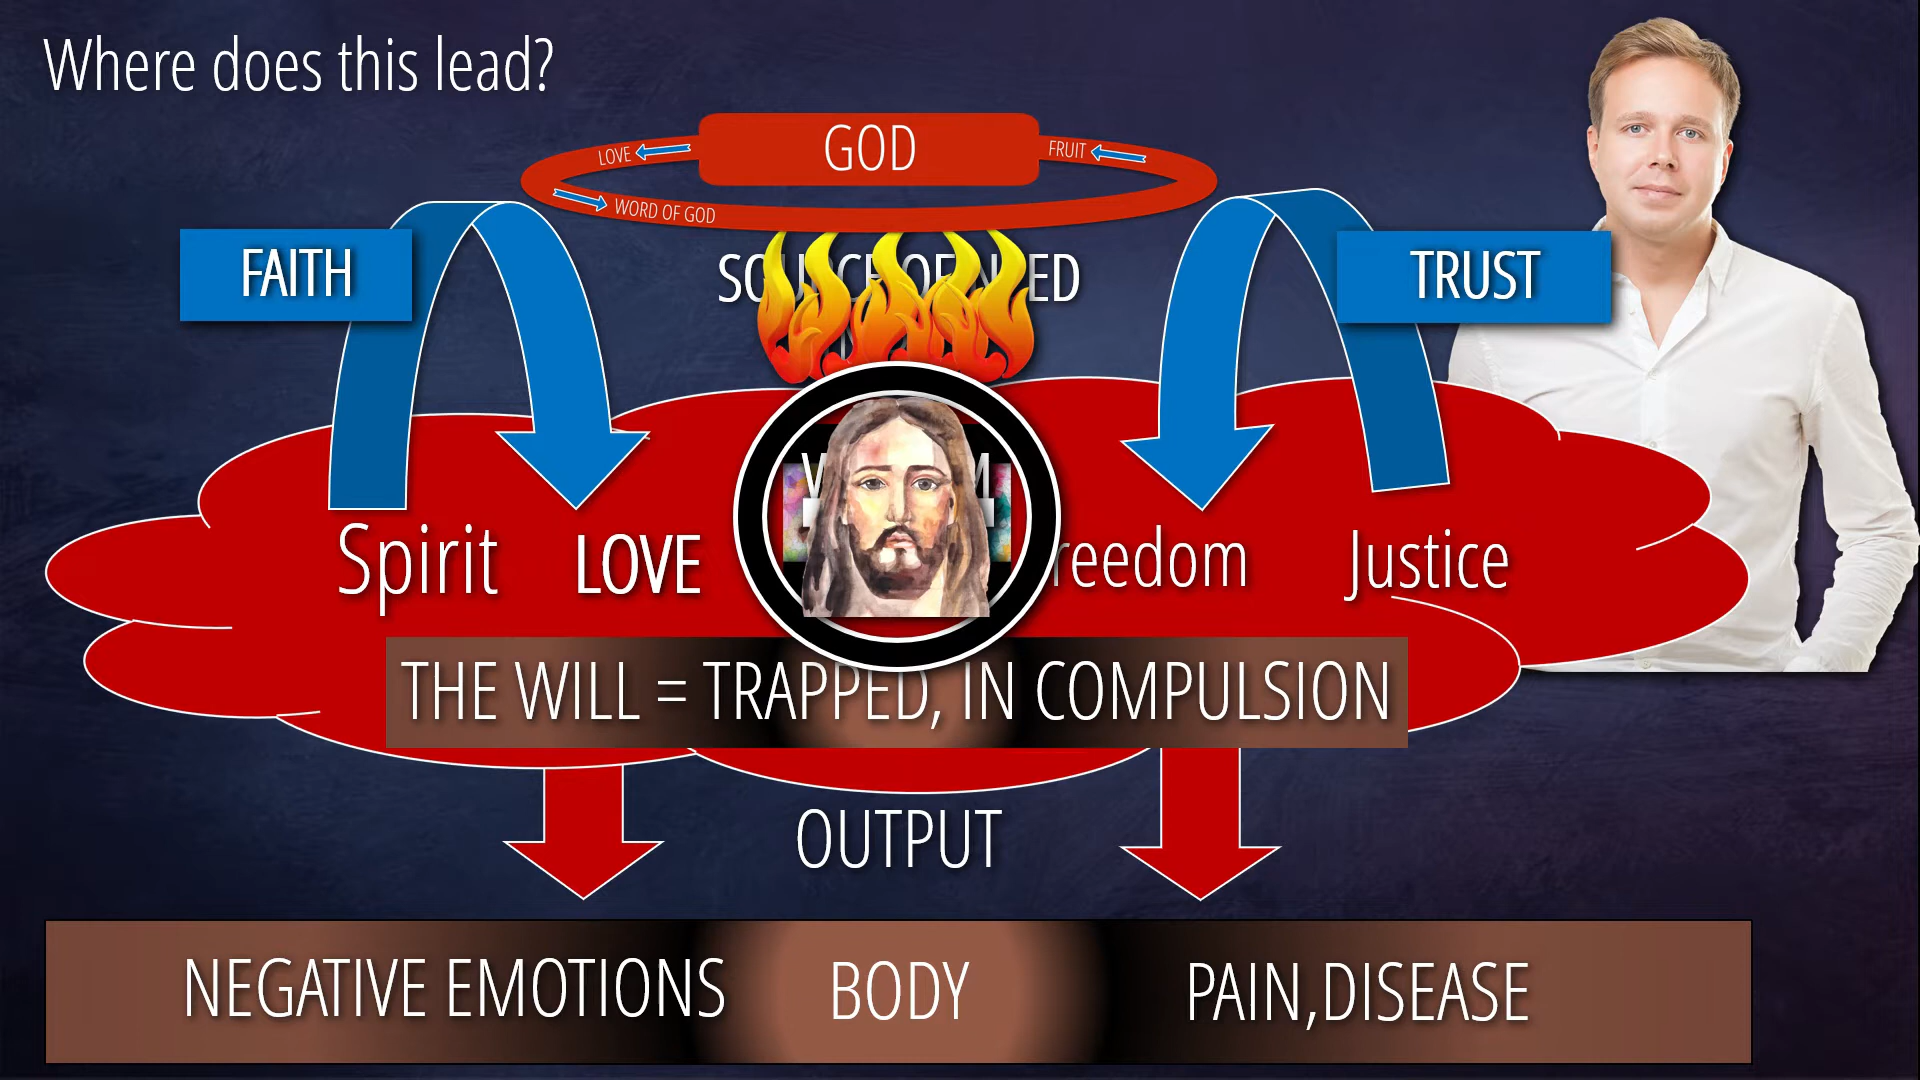 Where does this lead?
GOD
LOVE
FRUIT
WORD OF GOD
FAITH
TRUST
Spirit
LOVE
reedom
Justice
THE WILL = TRAPPED, IN COMPULSION
OUTPUT
NEGATIVE EMOTIONS
BODY
PAIN,DISEASE